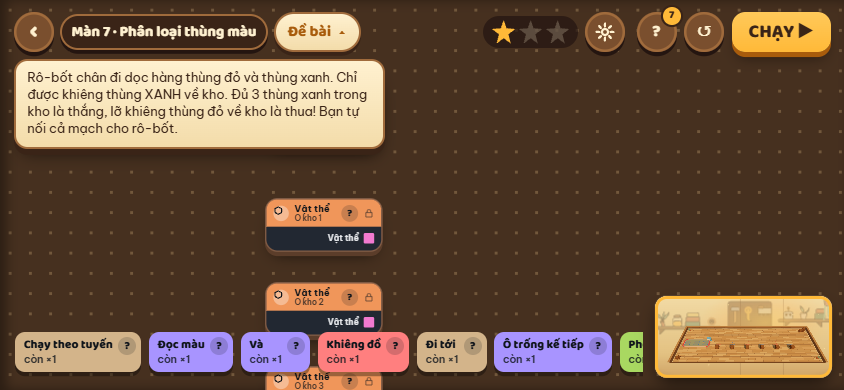 Màn 7 · Phân loại thùng màu
Đề bài
?
7
CHẠY
Rô-bốt chân đi dọc hàng thùng đỏ và thùng xanh. Chỉ
được khiêng thùng XANH về kho. Đủ 3 thùng xanh trong
kho là thắng, lỡ khiêng thùng đỏ về kho là thua! Bạn tự
nối cả mạch cho rô-bốt.
Vật thể
Ô kho 1
?
Vật thể
Vật thể
Ô kho 2
?
Vật thể
Vật thể
Ô kho 3
?
Chạy theo tuyến
?
còn ×1
Đọc màu
?
còn ×1
Và
?
còn ×1
Khiêng đồ
?
còn ×1
Đi tới
?
còn ×1
Ô trống kế tiếp
?
còn ×1